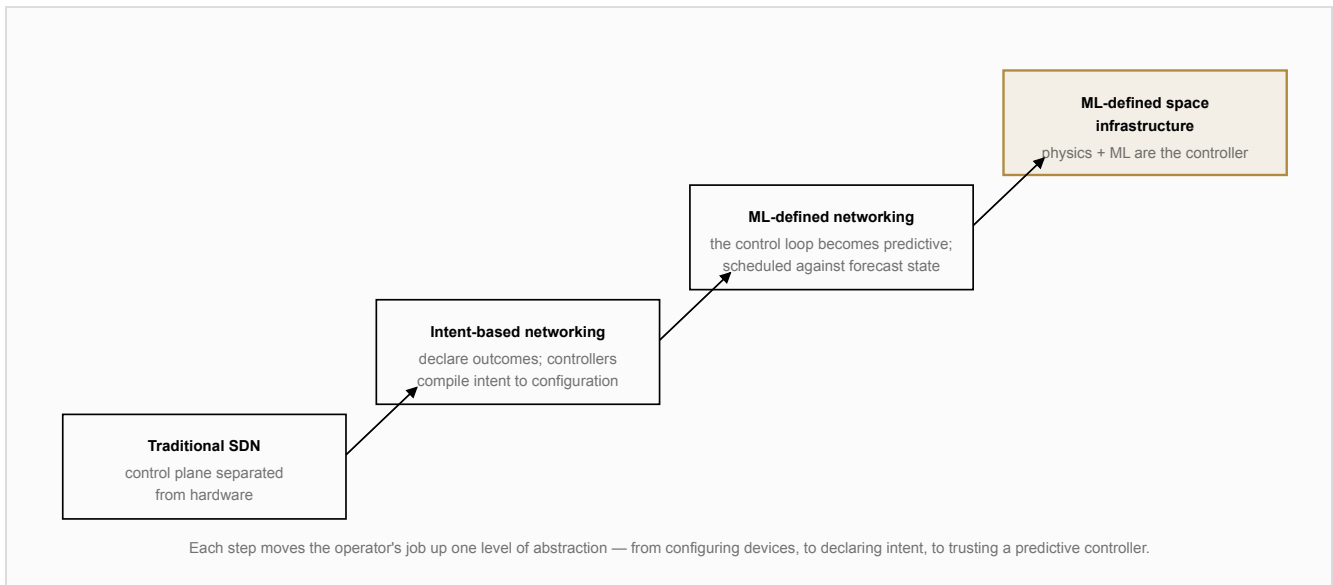 ML-defined space
infrastructure
physics + ML are the controller
ML-defined networking
the control loop becomes predictive;
scheduled against forecast state
Intent-based networking
declare outcomes; controllers
compile intent to configuration
Traditional SDN
control plane separated
from hardware
Each step moves the operator's job up one level of abstraction — from configuring devices, to declaring intent, to trusting a predictive controller.